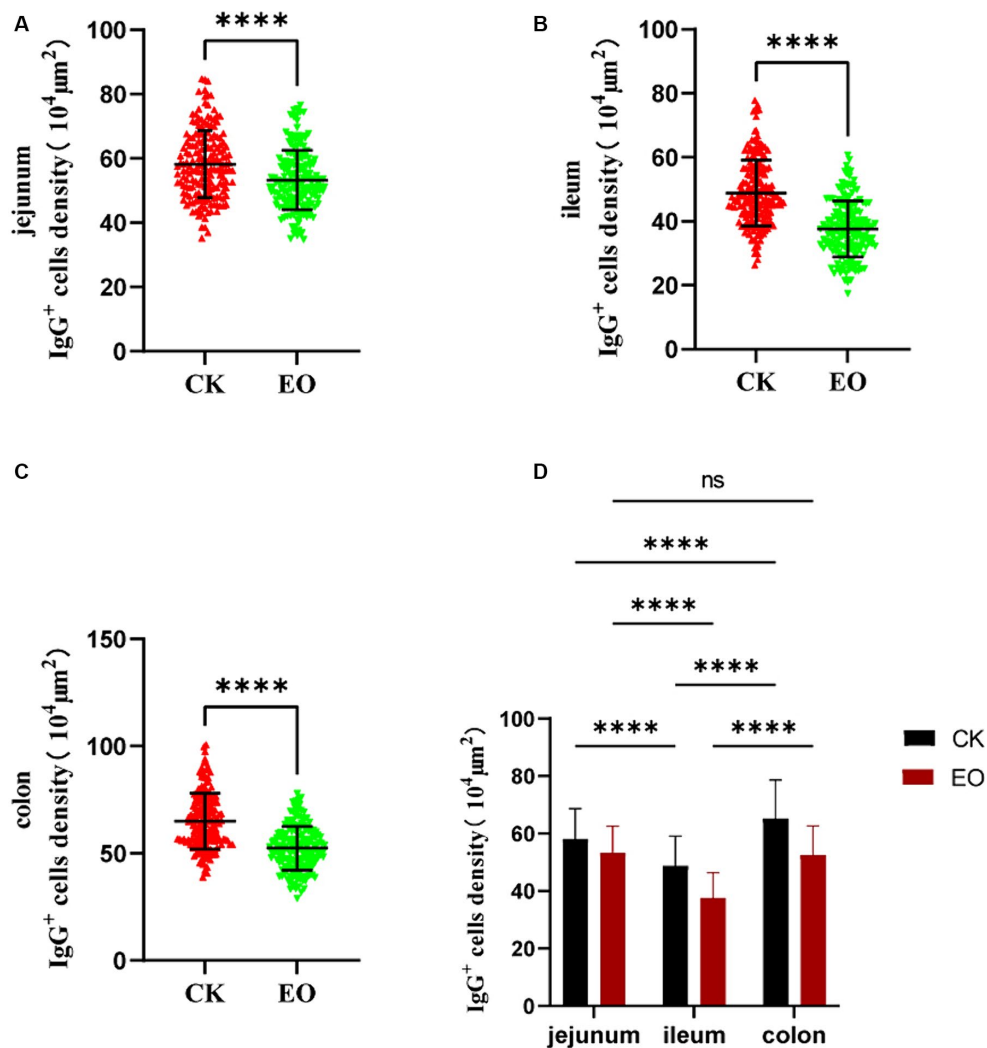 A
****
100
80
60
40
20
0
jejunum
IgG+ cells density( 10⁴μm²)
CK EO
B
****
100
80
60
40
20
0
ileum
IgG+ cells density( 10⁴μm²)
CK EO
C
****
150
100
50
0
colon
IgG+ cells density( 10⁴μm²)
CK EO
D
ns
****
****
****
**** ****
100
80
60
40
20
0
IgG+ cells density( 10⁴μm²)
jejunum ileum colon
CK
EO